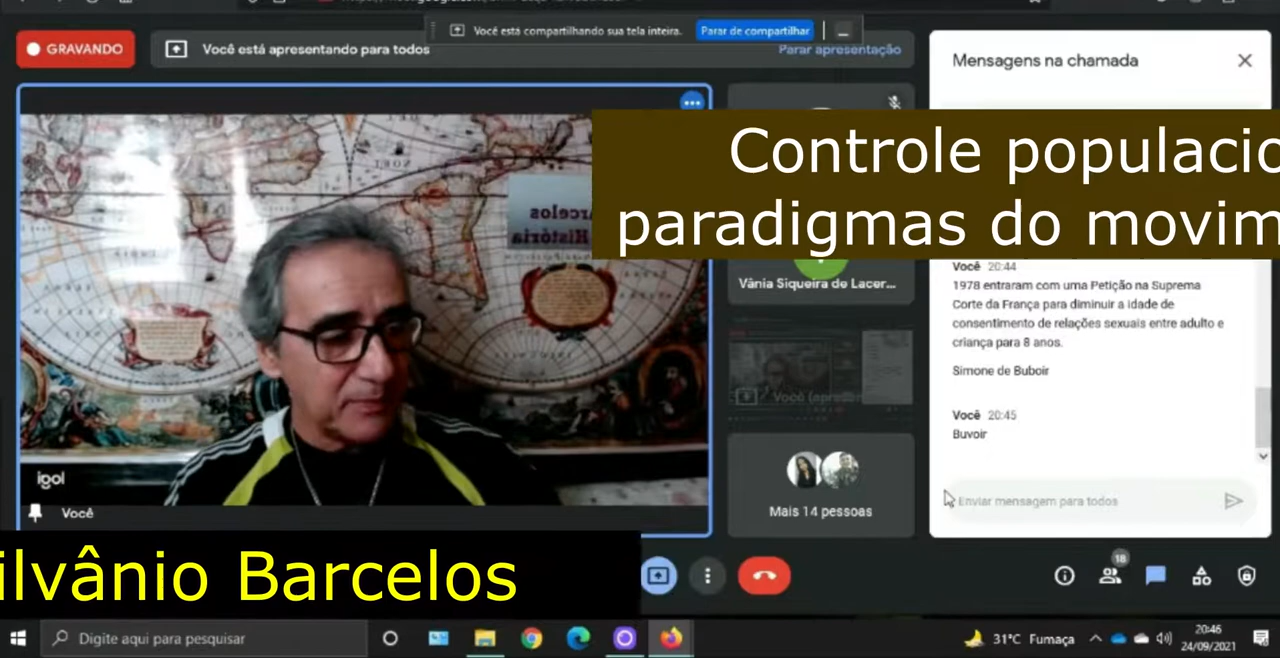 Você está compartilhando sua tela inteira.
Parar de compartilhar
GRAVANDO
Você está apresentando para todos
Parar apresentação
Mensagens na chamada
Controle populacio
paradigmas do movim
Vânia Siqueira de Lacer...
Você 20:44
1978 entraram com uma Petição na Suprema
Corte da França para diminuir a idade de
consentimento de relações sexuais entre adulto e
criança para 8 anos.
Simone de Buboir
Você 20:45
Buvoir
igol
Você
Mais 14 pessoas
Enviar mensagem para todos
ilvânio Barcelos
18
Digite aqui para pesquisar
31°C Fumaça
20:46
24/09/2021